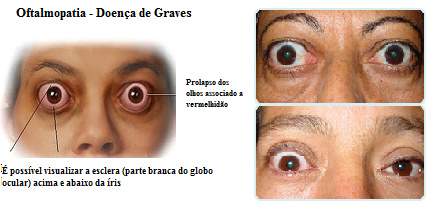 Oftalmopatia - Doença de Graves
Prolapso dos
olhos associado a
vermelhidão
É possível visualizar a esclera (parte branca do globo
ocular) acima e abaixo da íris